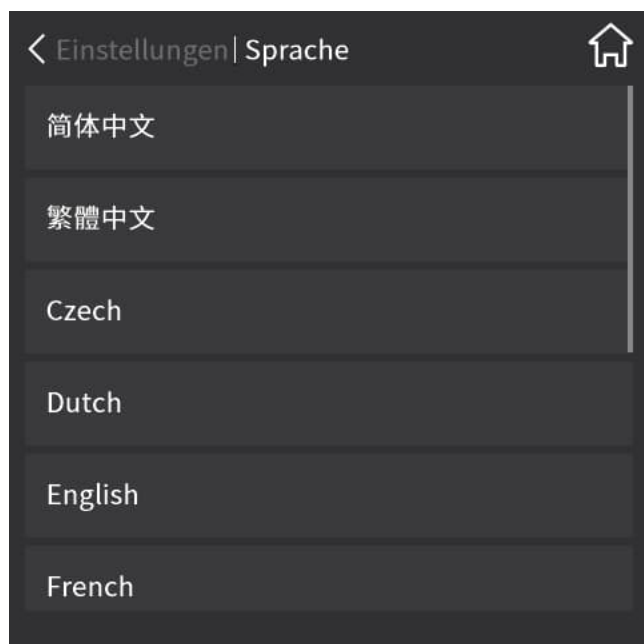 Einstellungen| Sprache
简体中文
繁體中文
Czech
Dutch
English
French